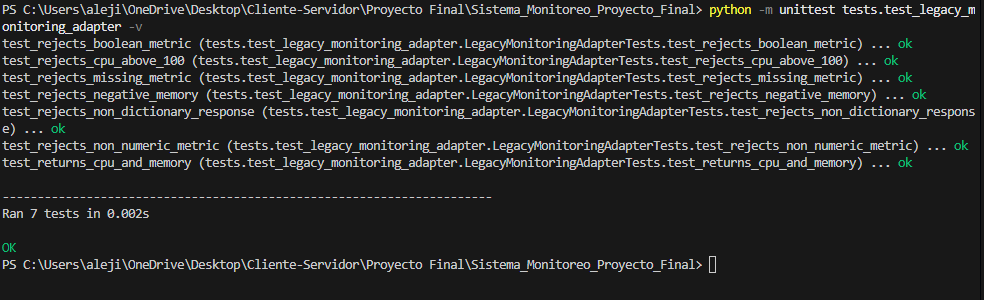 PS C:\Users\aleji\OneDrive\Desktop\Cliente-Servidor\Proyecto Final\Sistema_Monitoreo_Proyecto_Final> python -m unittest tests.test_legacy_m
onitoring_adapter -v
test_rejects_boolean_metric (tests.test_legacy_monitoring_adapter.LegacyMonitoringAdapterTests.test_rejects_boolean_metric) ... ok
test_rejects_cpu_above_100 (tests.test_legacy_monitoring_adapter.LegacyMonitoringAdapterTests.test_rejects_cpu_above_100) ... ok
test_rejects_missing_metric (tests.test_legacy_monitoring_adapter.LegacyMonitoringAdapterTests.test_rejects_missing_metric) ... ok
test_rejects_negative_memory (tests.test_legacy_monitoring_adapter.LegacyMonitoringAdapterTests.test_rejects_negative_memory) ... ok
test_rejects_non_dictionary_response (tests.test_legacy_monitoring_adapter.LegacyMonitoringAdapterTests.test_rejects_non_dictionary_respons
e) ... ok
test_rejects_non_numeric_metric (tests.test_legacy_monitoring_adapter.LegacyMonitoringAdapterTests.test_rejects_non_numeric_metric) ... ok
test_returns_cpu_and_memory (tests.test_legacy_monitoring_adapter.LegacyMonitoringAdapterTests.test_returns_cpu_and_memory) ... ok
----------------------------------------------------------------------
Ran 7 tests in 0.002s
OK
PS C:\Users\aleji\OneDrive\Desktop\Cliente-Servidor\Proyecto Final\Sistema_Monitoreo_Proyecto_Final>